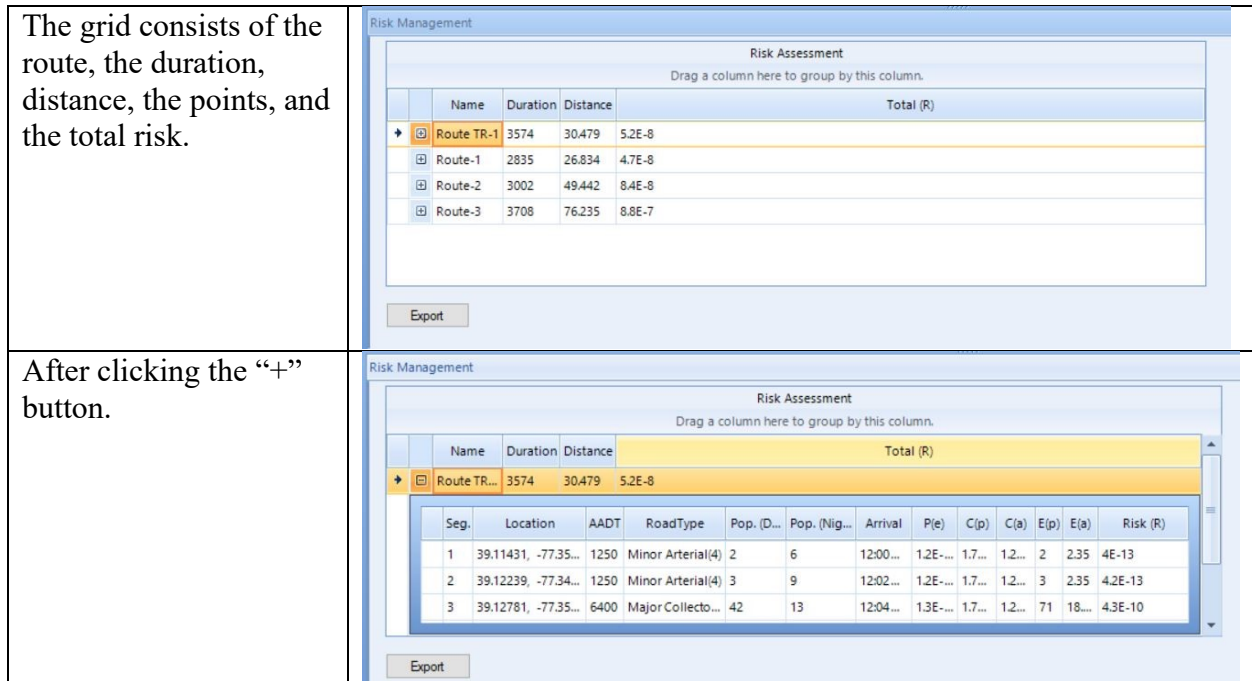 The grid consists of the
route, the duration,
distance, the points, and
the total risk.
Risk Management
Risk Assessment
Drag a column here to group by this column.
Name Duration Distance Total (R)
Route TR-1 3574 30.479 5.2E-8
Route-1 2835 26.834 4.7E-8
Route-2 3002 49.442 8.4E-8
Route-3 3708 76.235 8.8E-7
Export
After clicking the “+”
button.
Risk Management
Risk Assessment
Drag a column here to group by this column.
Name Duration Distance Total (R)
Route TR... 3574 30.479 5.2E-8
Seg. Location AADT RoadType Pop. (D... Pop. (Nig... Arrival P(e) C(p) C(a) E(p) E(a) Risk (R)
1 39.11431, -77.35... 1250 Minor Arterial(4) 2 6 12:00... 1.2E-... 1.7... 1.2... 2 2.35 4E-13
2 39.12239, -77.34... 1250 Minor Arterial(4) 3 9 12:02... 1.2E-... 1.7... 1.2... 3 2.35 4.2E-13
3 39.12781, -77.35... 6400 Major Collecto... 42 13 12:04... 1.3E-... 1.7... 1.2... 71 18.... 4.3E-10
Export